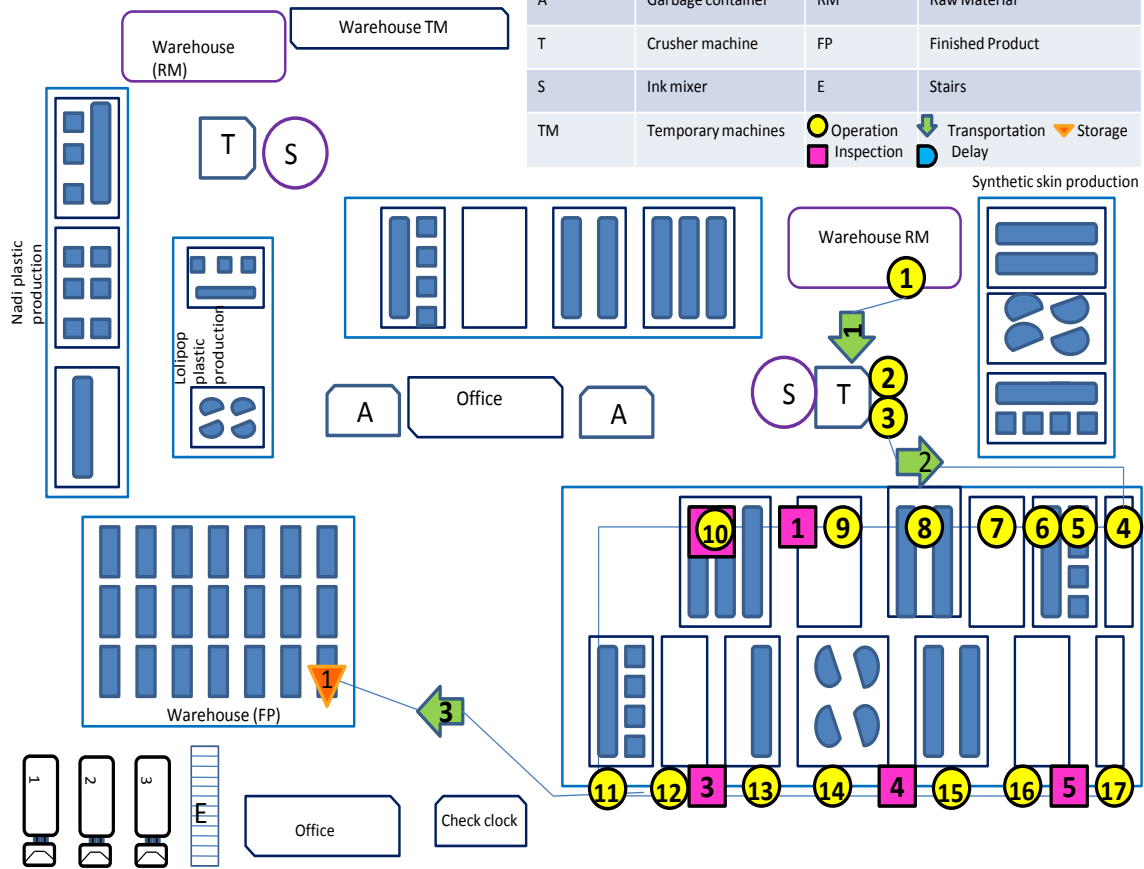 A Garbage container RM Raw Material
T Crusher machine FP Finished Product
S Ink mixer E Stairs
TM Temporary machines Operation Transportation Storage
Inspection Delay
Warehouse TM
Warehouse
(RM)
T
S
Synthetic skin production
Warehouse RM
1
1
Nadi plastic
production
Lolipop
plastic
production
A
Office
A
S
T
2
3
2
10
1
9
8
7
6
5
4
1
Warehouse (FP)
3
11
12
3
13
14
4
15
16
5
17
1
2
3
E
Office
Check clock